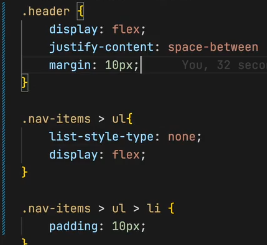 .header {
    display: flex;
    justify-content: space-between
    margin: 10px;    You, 32 seco
}

.nav-items > ul{
    list-style-type: none;
    display: flex;
}

.nav-items > ul > li {
    padding: 10px;